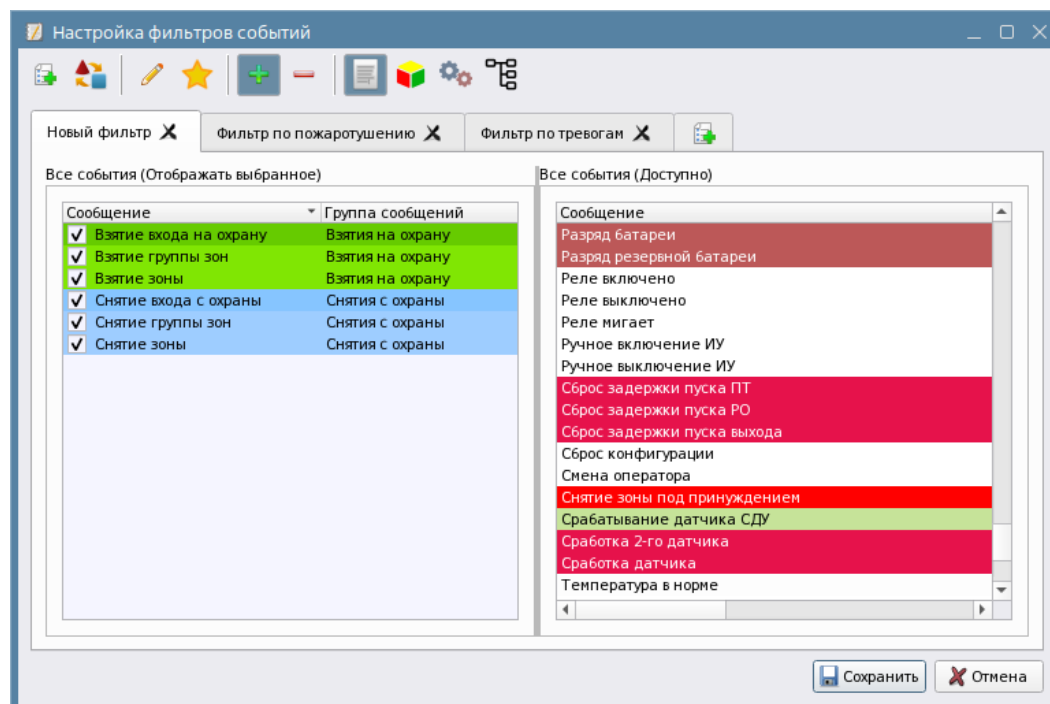 Настройка фильтров событий
Новый фильтр
Фильтр по пожаротушению
Фильтр по тревогам
Все события (Отображать выбранное)
Все события (Доступно)
Сообщение Группа сообщений
Взятие входа на охрану Взятия на охрану
Взятие группы зон Взятия на охрану
Взятие зоны Взятия на охрану
Снятие входа с охраны Снятия с охраны
Снятие группы зон Снятия с охраны
Снятие зоны Снятия с охраны
Сообщение
Разряд батареи
Разряд резервной батареи
Реле включено
Реле выключено
Реле мигает
Ручное включение ИУ
Ручное выключение ИУ
Сброс задержки пуска ПТ
Сброс задержки пуска РО
Сброс задержки пуска выхода
Сброс конфигурации
Смена оператора
Снятие зоны под принуждением
Срабатывание датчика СДУ
Сработка 2-го датчика
Сработка датчика
Температура в норме
Сохранить
Отмена